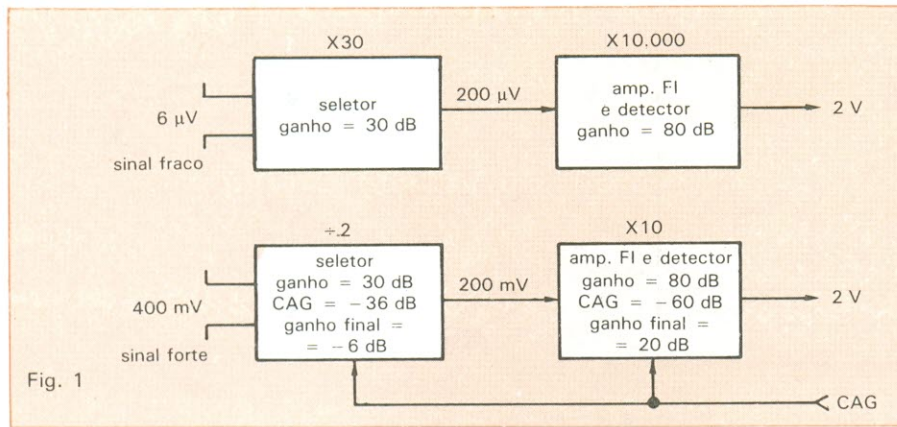 X30
X10.000
seletor
ganho = 30 dB
amp. FI
e detector
ganho = 80 dB
6 μV
200 μV
2 V
sinal fraco
÷.2
X10
seletor
ganho = 30 dB
CAG = −36 dB
ganho final =
= −6 dB
amp. FI e detector
ganho = 80 dB
CAG = −60 dB
ganho final =
= 20 dB
400 mV
200 mV
2 V
sinal forte
Fig. 1
CAG